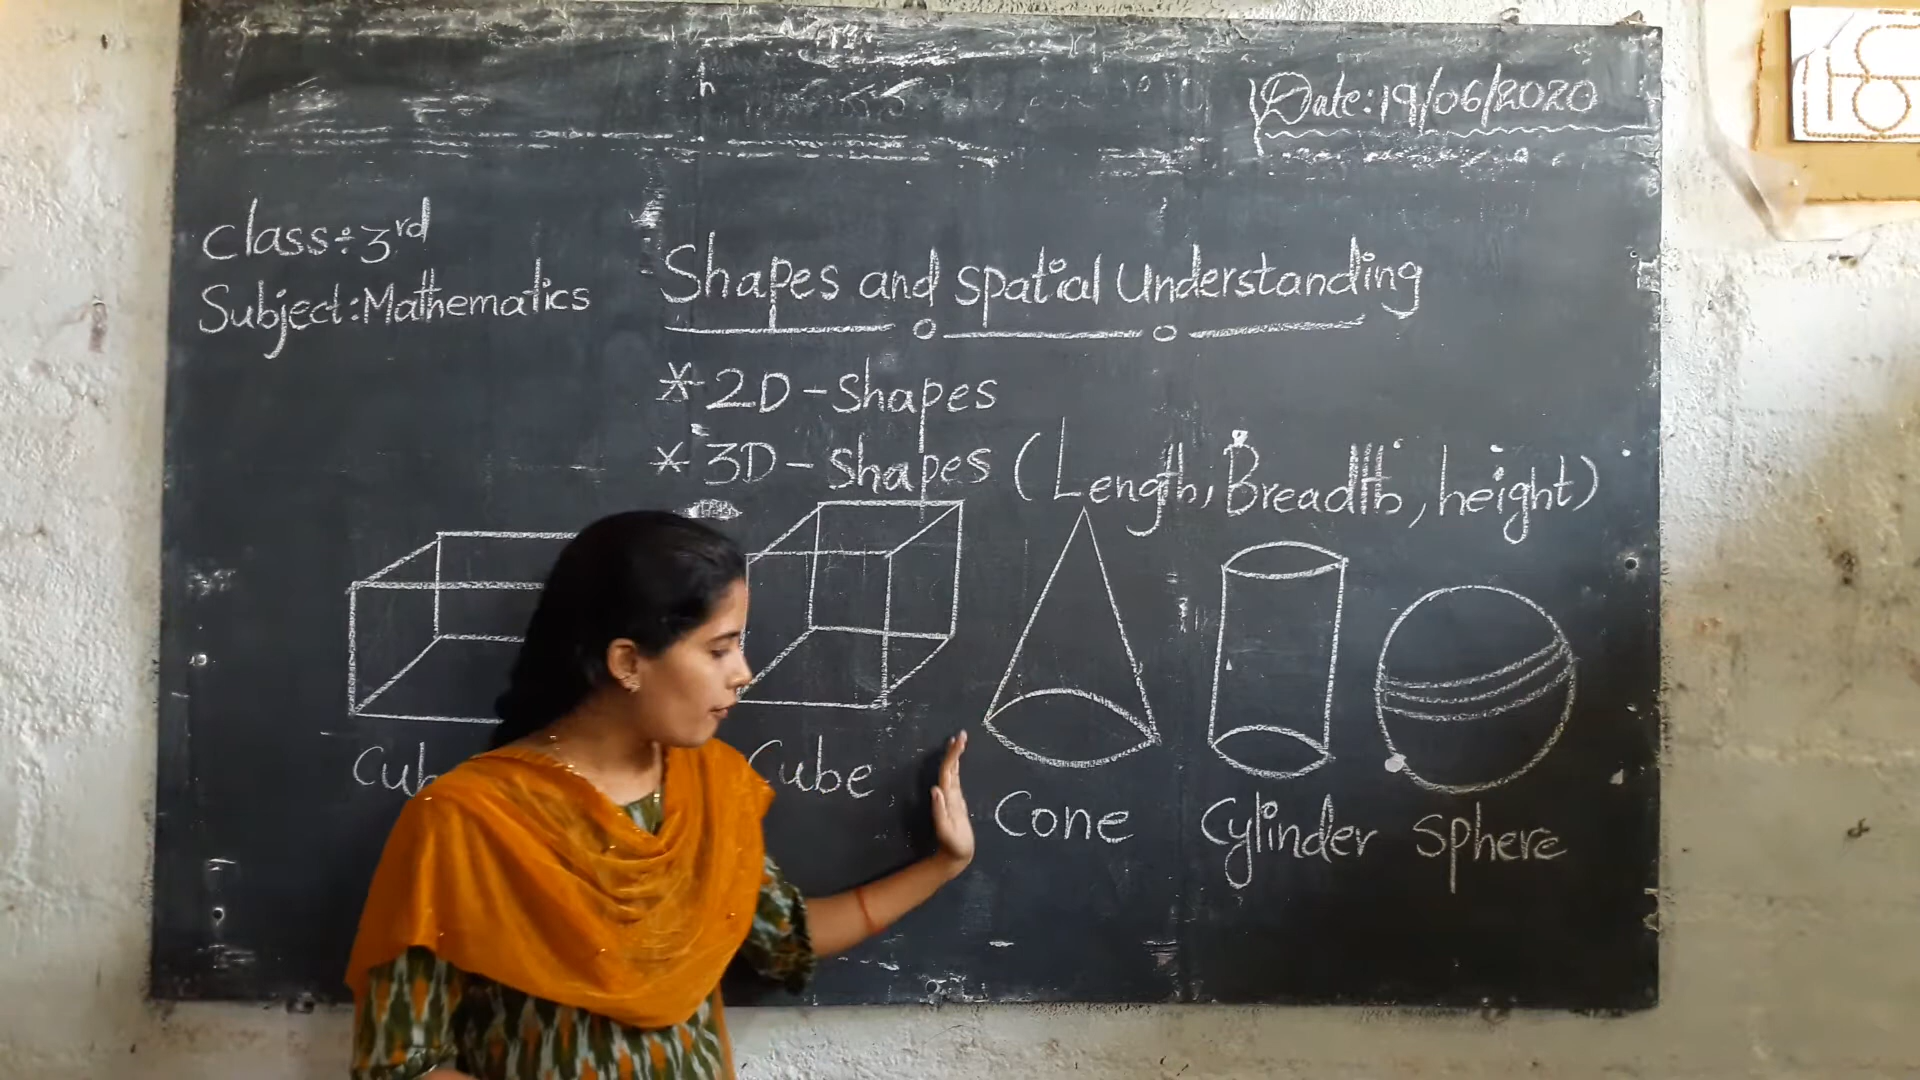 Date:19/06/2020
Class÷3rd
Subject:Mathematics
Shapes and spatial Understanding
* 2D-Shapes
* 3D-shapes (Length, Breadth, height)
Cube
Cone
Cylinder
Sphere